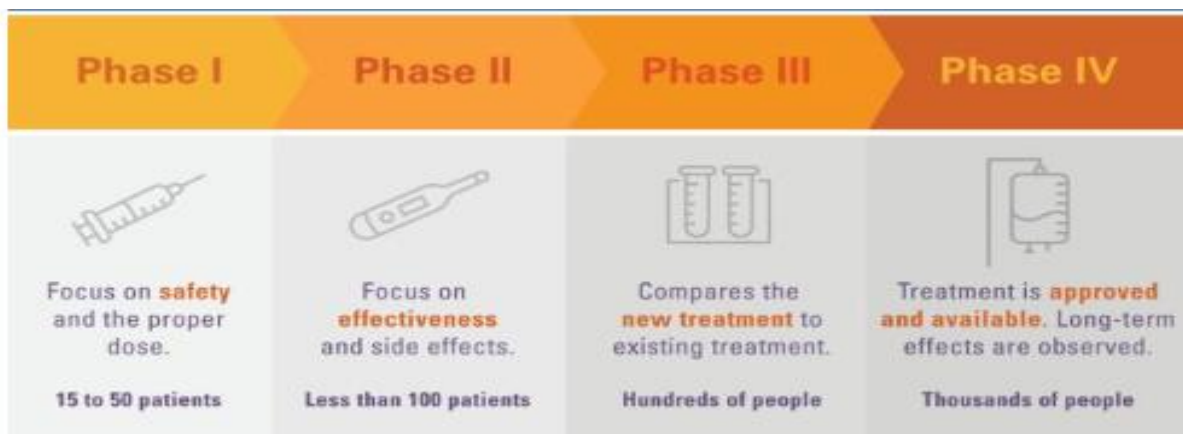 Phase I
Phase II
Phase III
Phase IV
Focus on safety
and the proper
dose.
15 to 50 patients
Focus on
effectiveness
and side effects.
Less than 100 patients
Compares the
new treatment to
existing treatment.
Hundreds of people
Treatment is approved
and available. Long-term
effects are observed.
Thousands of people